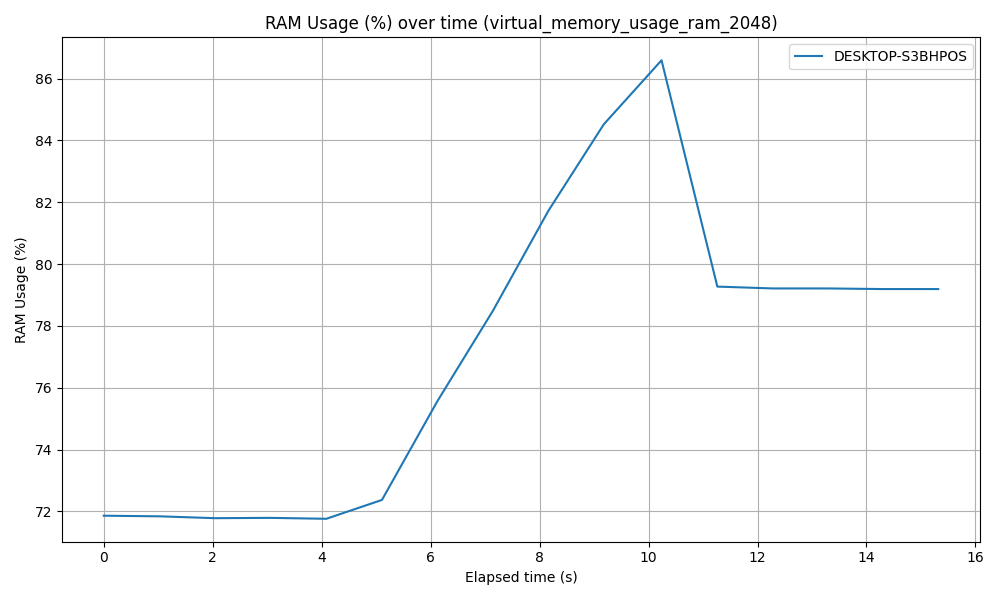 RAM Usage (%) over time (virtual_memory_usage_ram_2048)
DESKTOP-S3BHPOS
86
84
82
80
78
76
74
72
RAM Usage (%)
0 2 4 6 8 10 12 14 16
Elapsed time (s)